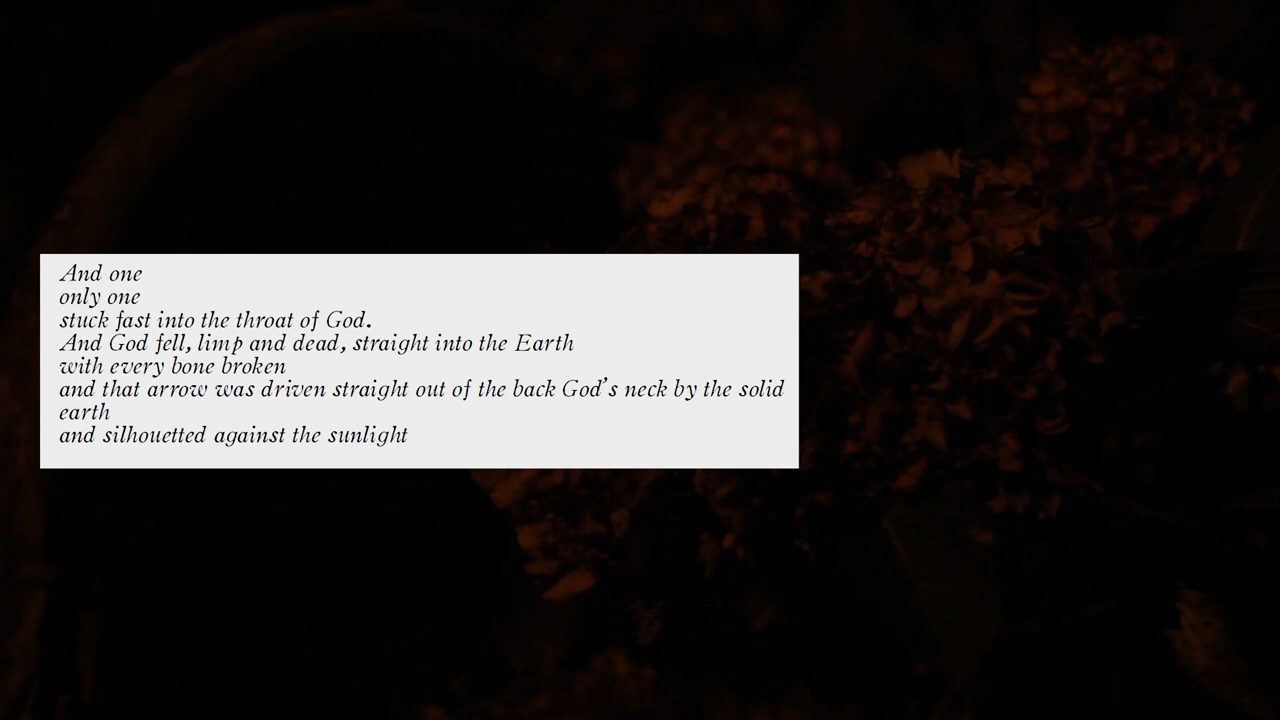 And one
only one
stuck fast into the throat of God.
And God fell, limp and dead, straight into the Earth
with every bone broken
and that arrow was driven straight out of the back God's neck by the solid
earth
and silhouetted against the sunlight